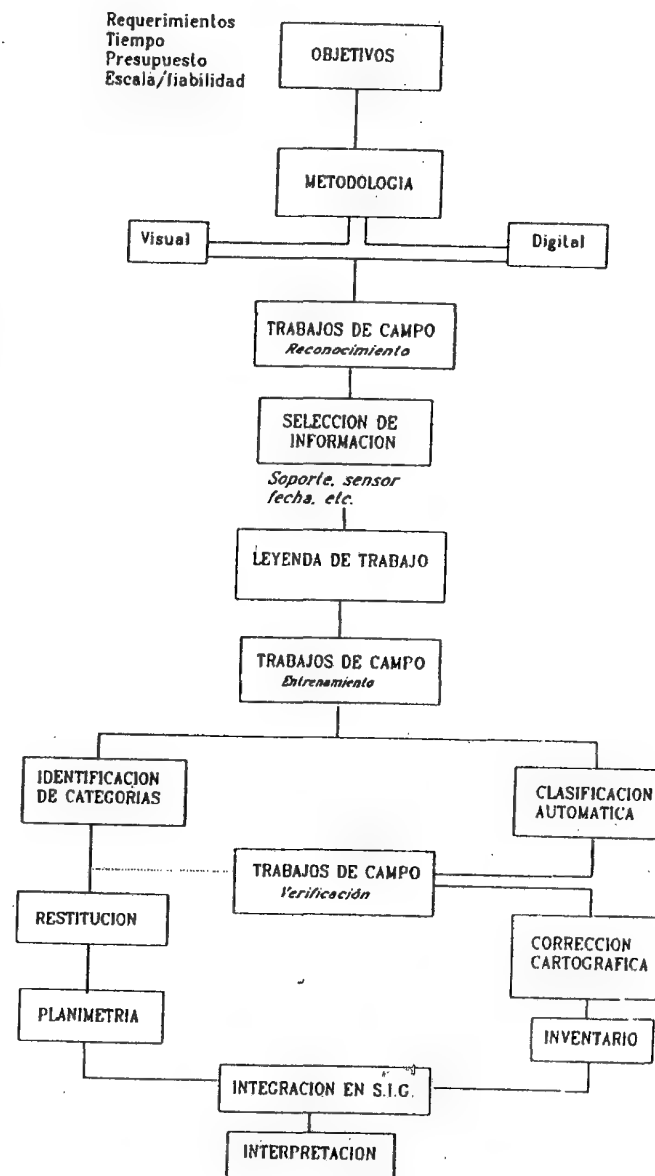 Requerimientos
Tiempo
Presupuesto
Escala/fiabilidad
OBJETIVOS
METODOLOGIA
Visual
Digital
TRABAJOS DE CAMPO
Reconocimiento
SELECCION DE
INFORMACION
Soporte, sensor
fecha, etc.
LEYENDA DE TRABAJO
TRABAJOS DE CAMPO
Entrenamiento
IDENTIFICACION
DE CATEGORIAS
CLASIFICACION
AUTOMATICA
TRABAJOS DE CAMPO
Verificación
RESTITUCION
CORRECCION
CARTOGRAFICA
PLANIMETRIA
INVENTARIO
INTEGRACION EN S.I.G.
INTERPRETACION